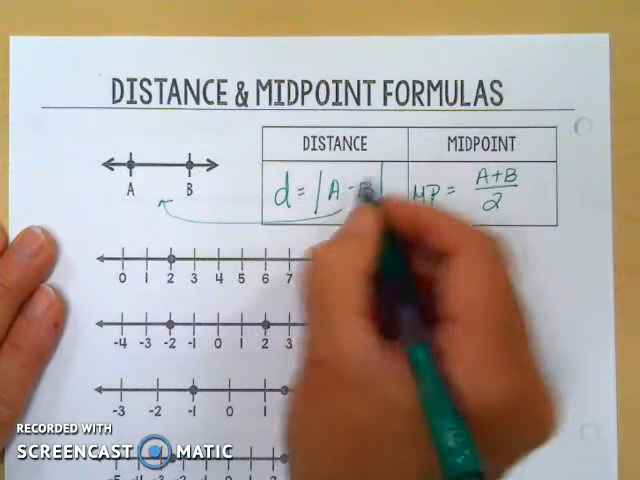 DISTANCE & MIDPOINT FORMULAS
DISTANCE MIDPOINT
A B
d = |A - B| MP = A+B
2
0 1 2 3 4 5 6 7
-4 -3 -2 -1 0 1 2 3
-3 -2 -1 0 1
RECORDED WITH
SCREENCAST MATIC